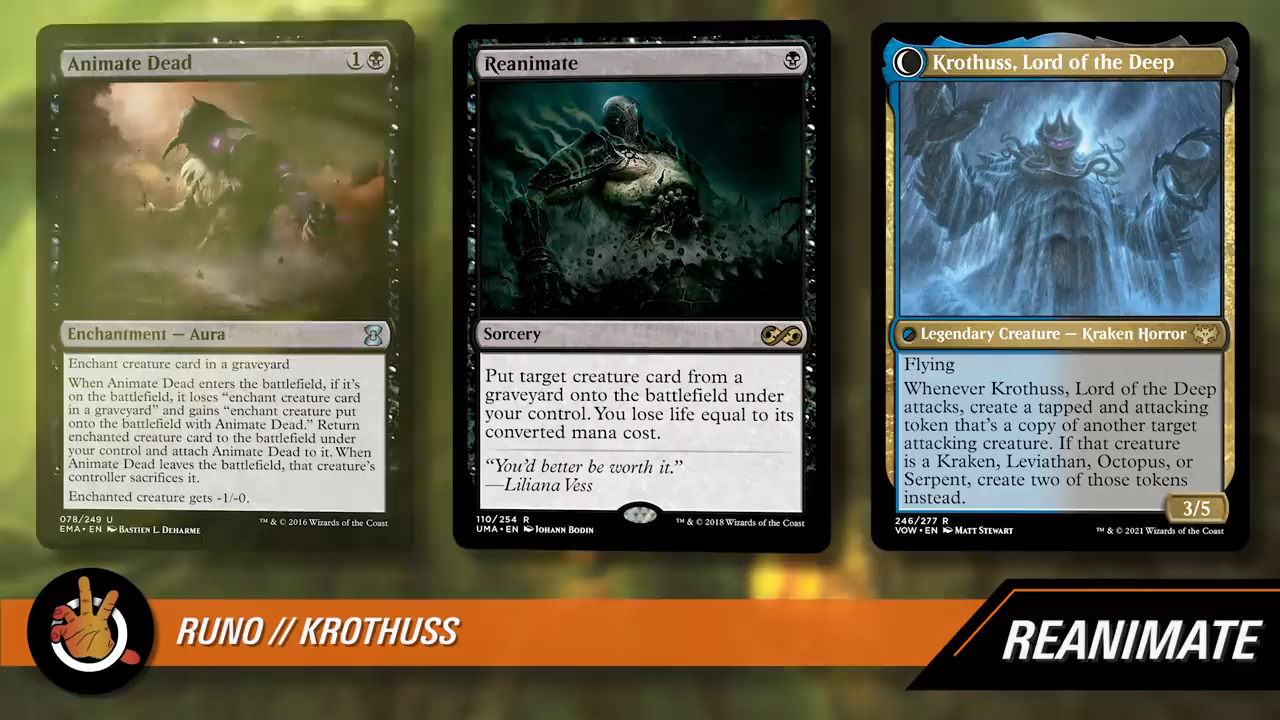 Animate Dead
1
Enchantment — Aura
Enchant creature card in a graveyard
When Animate Dead enters the battlefield, if it's
on the battlefield, it loses “enchant creature card
in a graveyard” and gains “enchant creature put
onto the battlefield with Animate Dead.” Return
enchanted creature card to the battlefield under
your control and attach Animate Dead to it. When
Animate Dead leaves the battlefield, that creature's
controller sacrifices it.
Enchanted creature gets -1/-0.
078/249 U
EMA • EN Bastien L. Deharme
™ & © 2016 Wizards of the Coast
Reanimate
Sorcery
Put target creature card from a
graveyard onto the battlefield under
your control. You lose life equal to its
converted mana cost.
“You'd better be worth it.”
—Liliana Vess
110/254 R
UMA • EN Johann Bodin
™ & © 2018 Wizards of the Coast
Krothuss, Lord of the Deep
Legendary Creature — Kraken Horror
Flying
Whenever Krothuss, Lord of the Deep
attacks, create a tapped and attacking
token that's a copy of another target
attacking creature. If that creature
is a Kraken, Leviathan, Octopus, or
Serpent, create two of those tokens
instead.
3/5
246/277 R
VOW • EN Matt Stewart
™ & © 2021 Wizards of the Coast
RUNO // KROTHUSS
REANIMATE